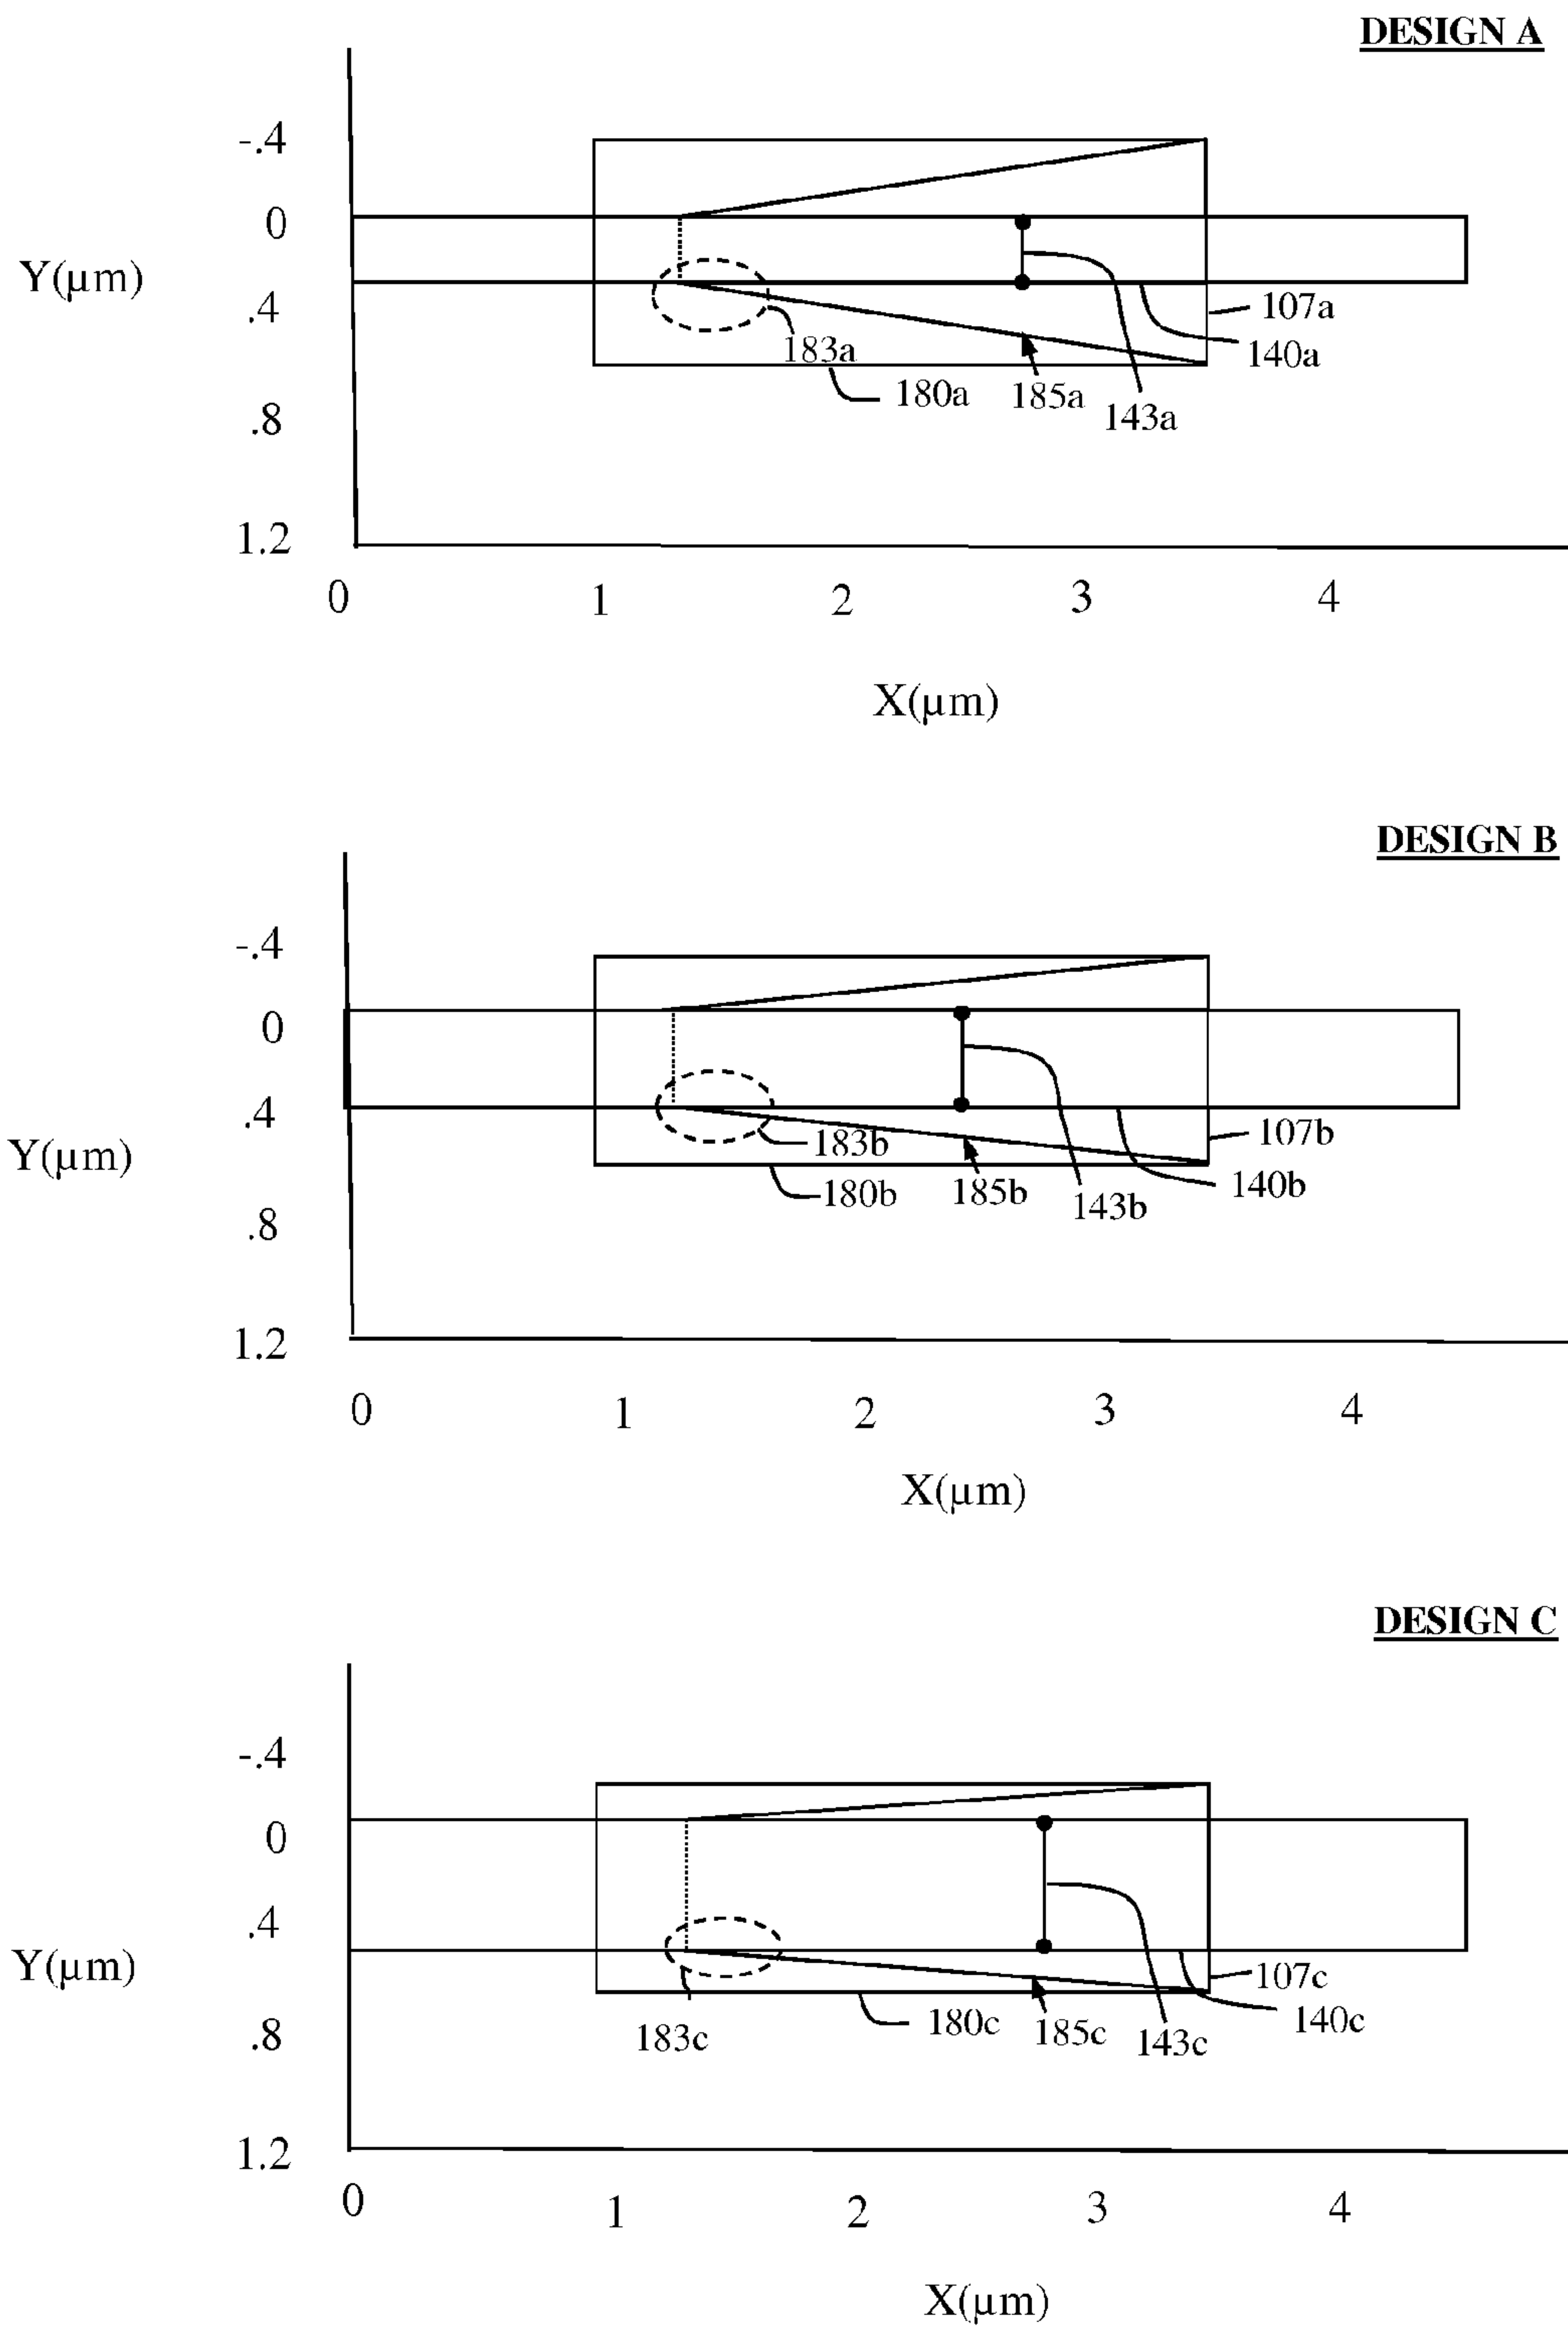 DESIGN A
-.4
0
Y(μm)
.4
107a
140a
183a
180a
185a
143a
.8
1.2
0 1 2 3 4
X(μm)
DESIGN B
-.4
0
.4
Y(μm)
107b
183b
140b
180b
185b
143b
.8
1.2
0 1 2 3 4
X(μm)
DESIGN C
-.4
0
.4
Y(μm)
107c
140c
180c
185c
143c
183c
.8
1.2
0 1 2 3 4
X(μm)